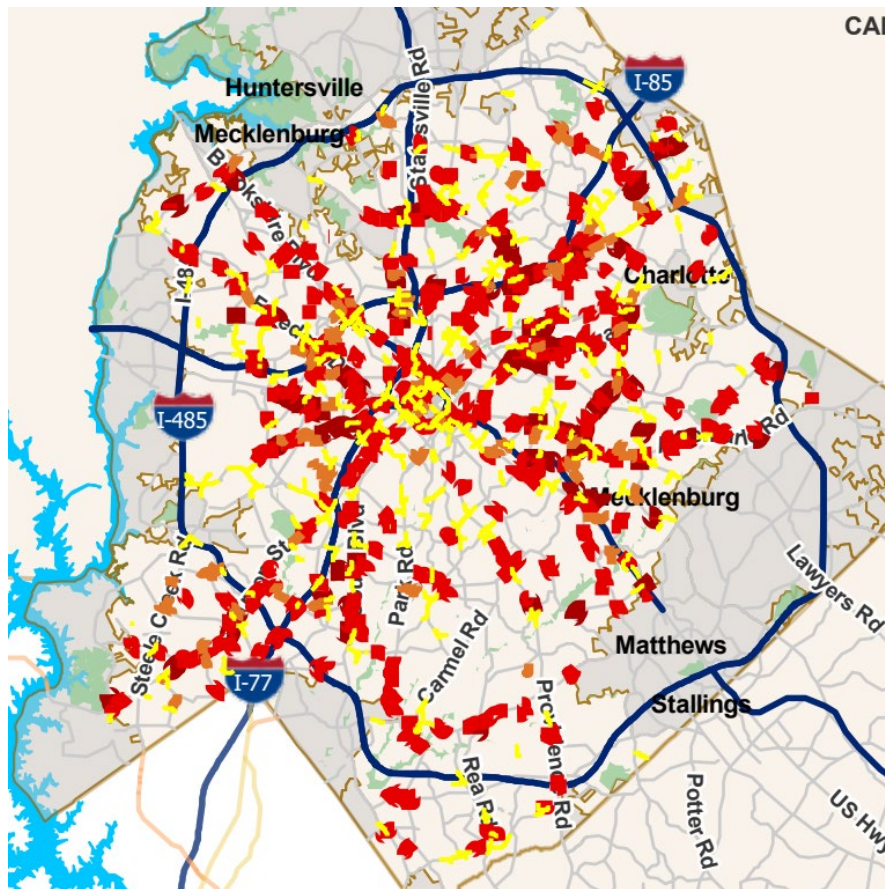 CAB
I-85
Huntersville
Mecklenburg
Statesville Rd
Charlotte
I-485
Mecklenburg
Lawyers Rd
Park Rd
Steele Creek Rd
Carmel Rd
Matthews
I-77
Stallings
Providence Rd
Rea Rd
Potter Rd
US Hwy